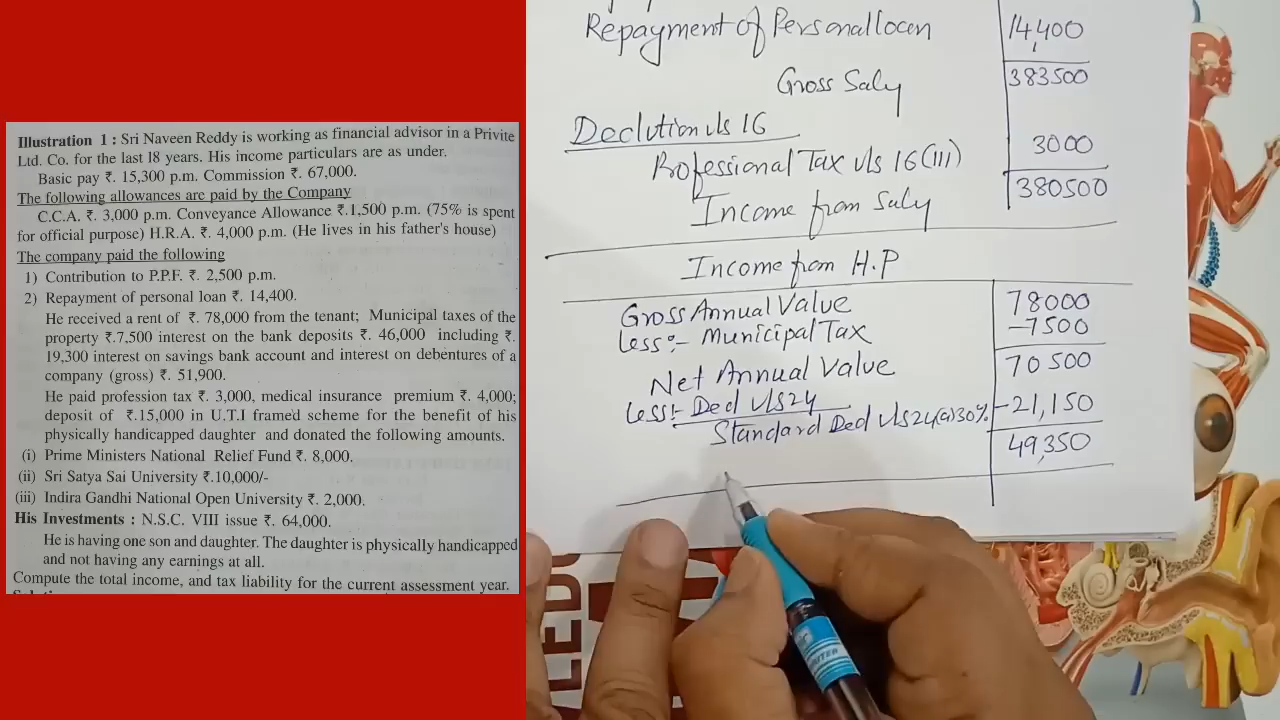 Illustration 1 : Sri Naveen Reddy is working as financial advisor in a Privite
Ltd. Co. for the last 18 years. His income particulars are as under.
Basic pay ₹. 15,300 p.m. Commission ₹. 67,000.
The following allowances are paid by the Company
C.C.A. ₹. 3,000 p.m. Conveyance Allowance ₹.1,500 p.m. (75% is spent
for official purpose) H.R.A. ₹. 4,000 p.m. (He lives in his father's house)
The company paid the following
1) Contribution to P.P.F. ₹. 2,500 p.m.
2) Repayment of personal loan ₹. 14,400.
He received a rent of ₹. 78,000 from the tenant; Municipal taxes of the
property ₹.7,500 interest on the bank deposits ₹. 46,000 including ₹.
19,300 interest on savings bank account and interest on debentures of a
company (gross) ₹. 51,900.
He paid profession tax ₹. 3,000, medical insurance premium ₹. 4,000;
deposit of ₹.15,000 in U.T.I framed scheme for the benefit of his
physically handicapped daughter and donated the following amounts.
(i) Prime Ministers National Relief Fund ₹. 8,000.
(ii) Sri Satya Sai University ₹.10,000/-
(iii) Indira Gandhi National Open University ₹. 2,000.
His Investments : N.S.C. VIII issue ₹. 64,000.
He is having one son and daughter. The daughter is physically handicapped
and not having any earnings at all.
Compute the total income, and tax liability for the current assessment year.
Repayment of Personal loan 14,400
Gross Saly 383500
Declution U/s 16
Professional Tax U/s 16 (III) 3000
Income from Saly 380500
Income from H.P
Gross Annual Value 78000
Less:- Municipal Tax -7500
Net Annual Value 70500
Less:- Ded U/s 24
Standard Ded U/s 24(a) 30% -21,150
49,350